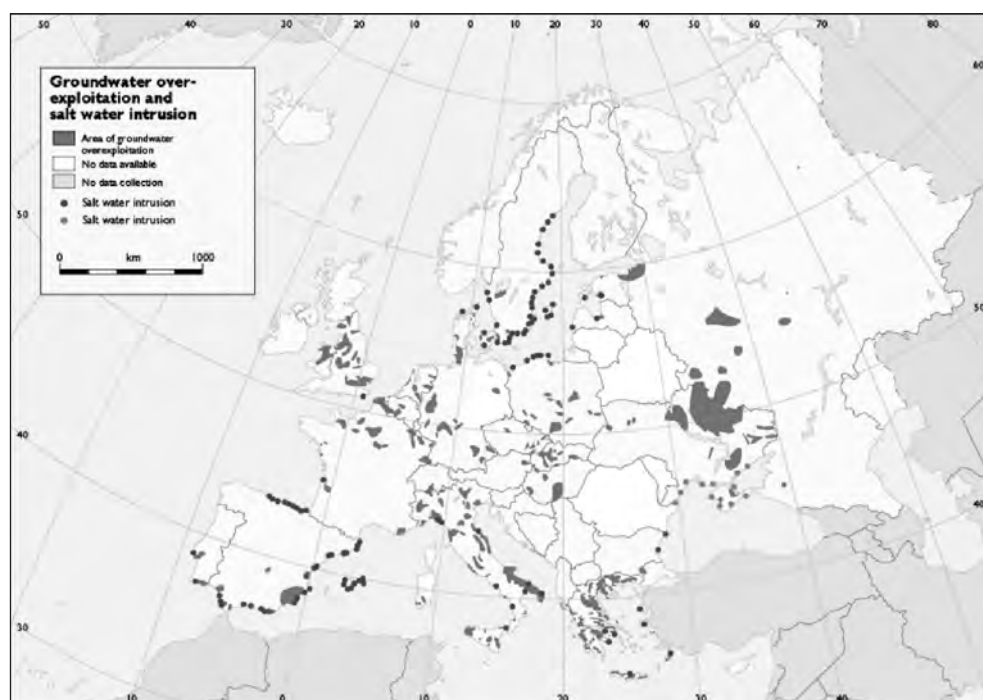 50 40 30 20 10 0 10 20 30 40 50 60 70 80
Groundwater over-
exploitation and
salt water intrusion
Area of groundwater
overexploitation
No data available
No data collection
Salt water intrusion
Salt water intrusion
0 km 1000
60
50
50
40
40
30
10 0 10 20 30 40